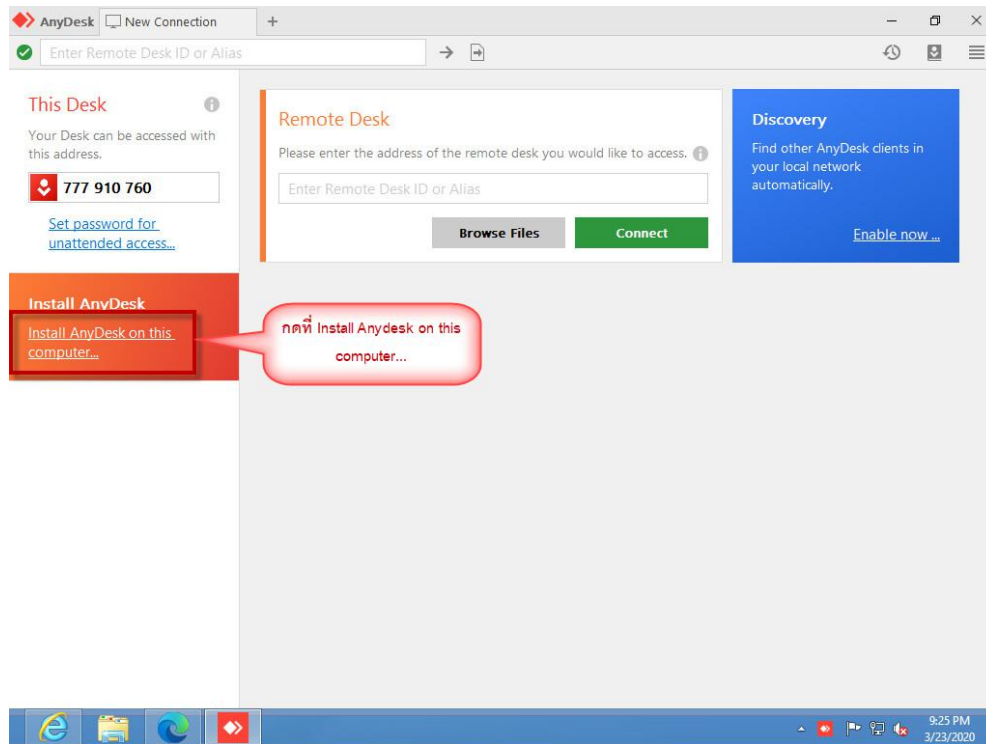 AnyDesk
New Connection
+
Enter Remote Desk ID or Alias
This Desk
Your Desk can be accessed with
this address.
777 910 760
Set password for
unattended access...
Install AnyDesk
Install AnyDesk on this
computer...
Remote Desk
Please enter the address of the remote desk you would like to access.
Enter Remote Desk ID or Alias
Browse Files
Connect
Discovery
Find other AnyDesk clients in
your local network
automatically.
Enable now ...
กดที่ Install Anydesk on this
computer...
9:25 PM
3/23/2020